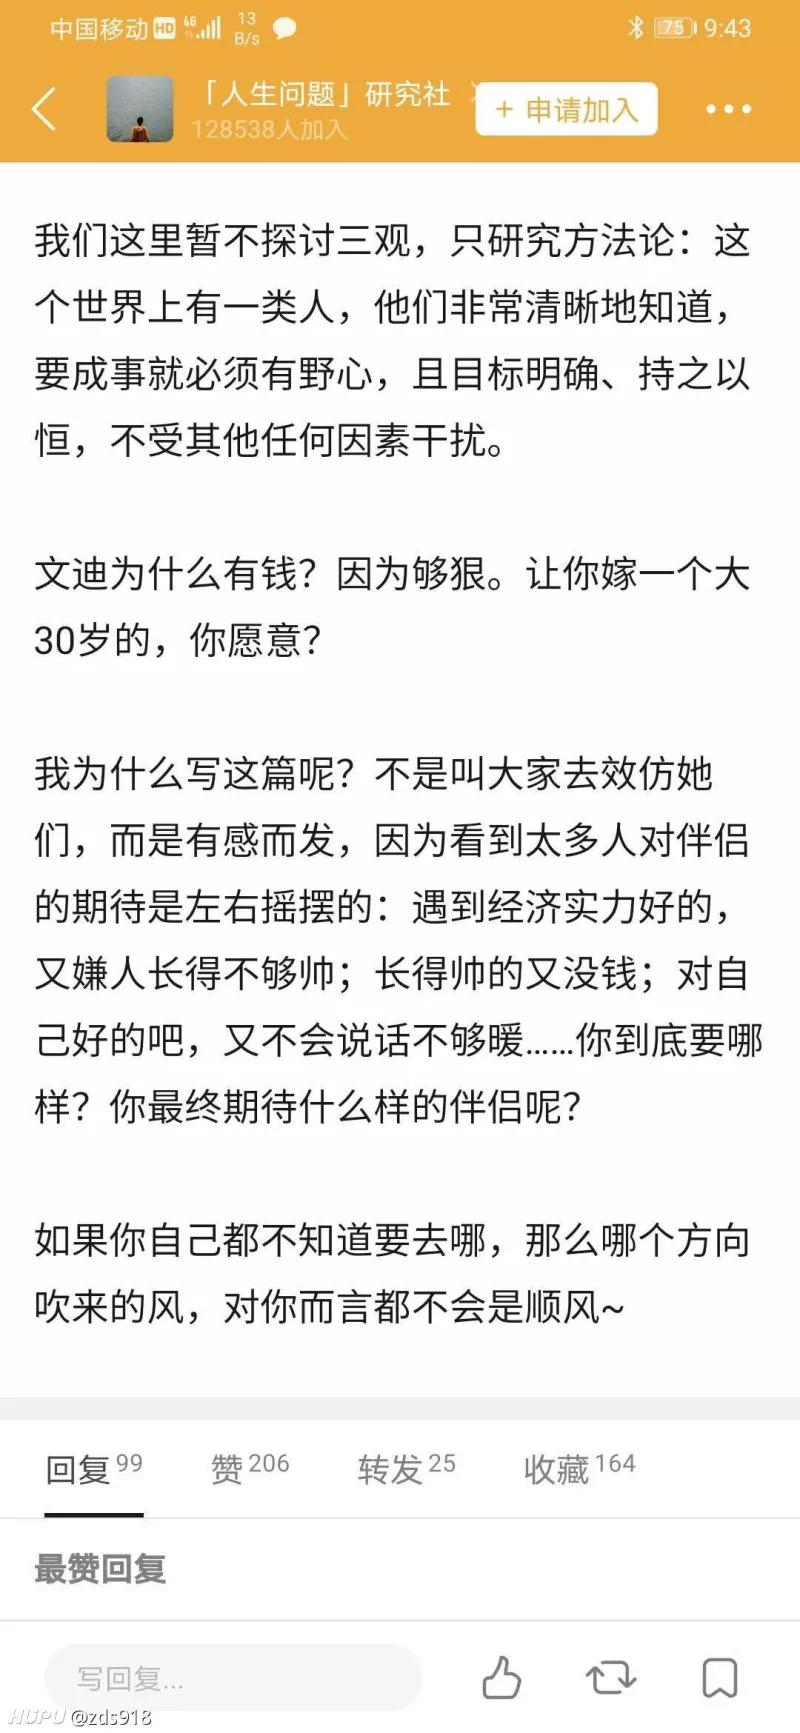 中国移动 HD 4G 13 B/s 75 9:43
「人生问题」研究社
128538人加入
+ 申请加入
我们这里暂不探讨三观，只研究方法论：这
个世界上有一类人，他们非常清晰地知道，
要成事就必须有野心，且目标明确、持之以
恒，不受其他任何因素干扰。
文迪为什么有钱？因为够狠。让你嫁一个大
30岁的，你愿意？
我为什么写这篇呢？不是叫大家去效仿她
们，而是有感而发，因为看到太多人对伴侣
的期待是左右摇摆的：遇到经济实力好的，
又嫌人长得不够帅；长得帅的又没钱；对自
己好的吧，又不会说话不够暖......你到底要哪
样？你最终期待什么样的伴侣呢？
如果你自己都不知道要去哪，那么哪个方向
吹来的风，对你而言都不会是顺风~
回复 99 赞 206 转发 25 收藏 164
最赞回复
写回复...
HUPU @zds918